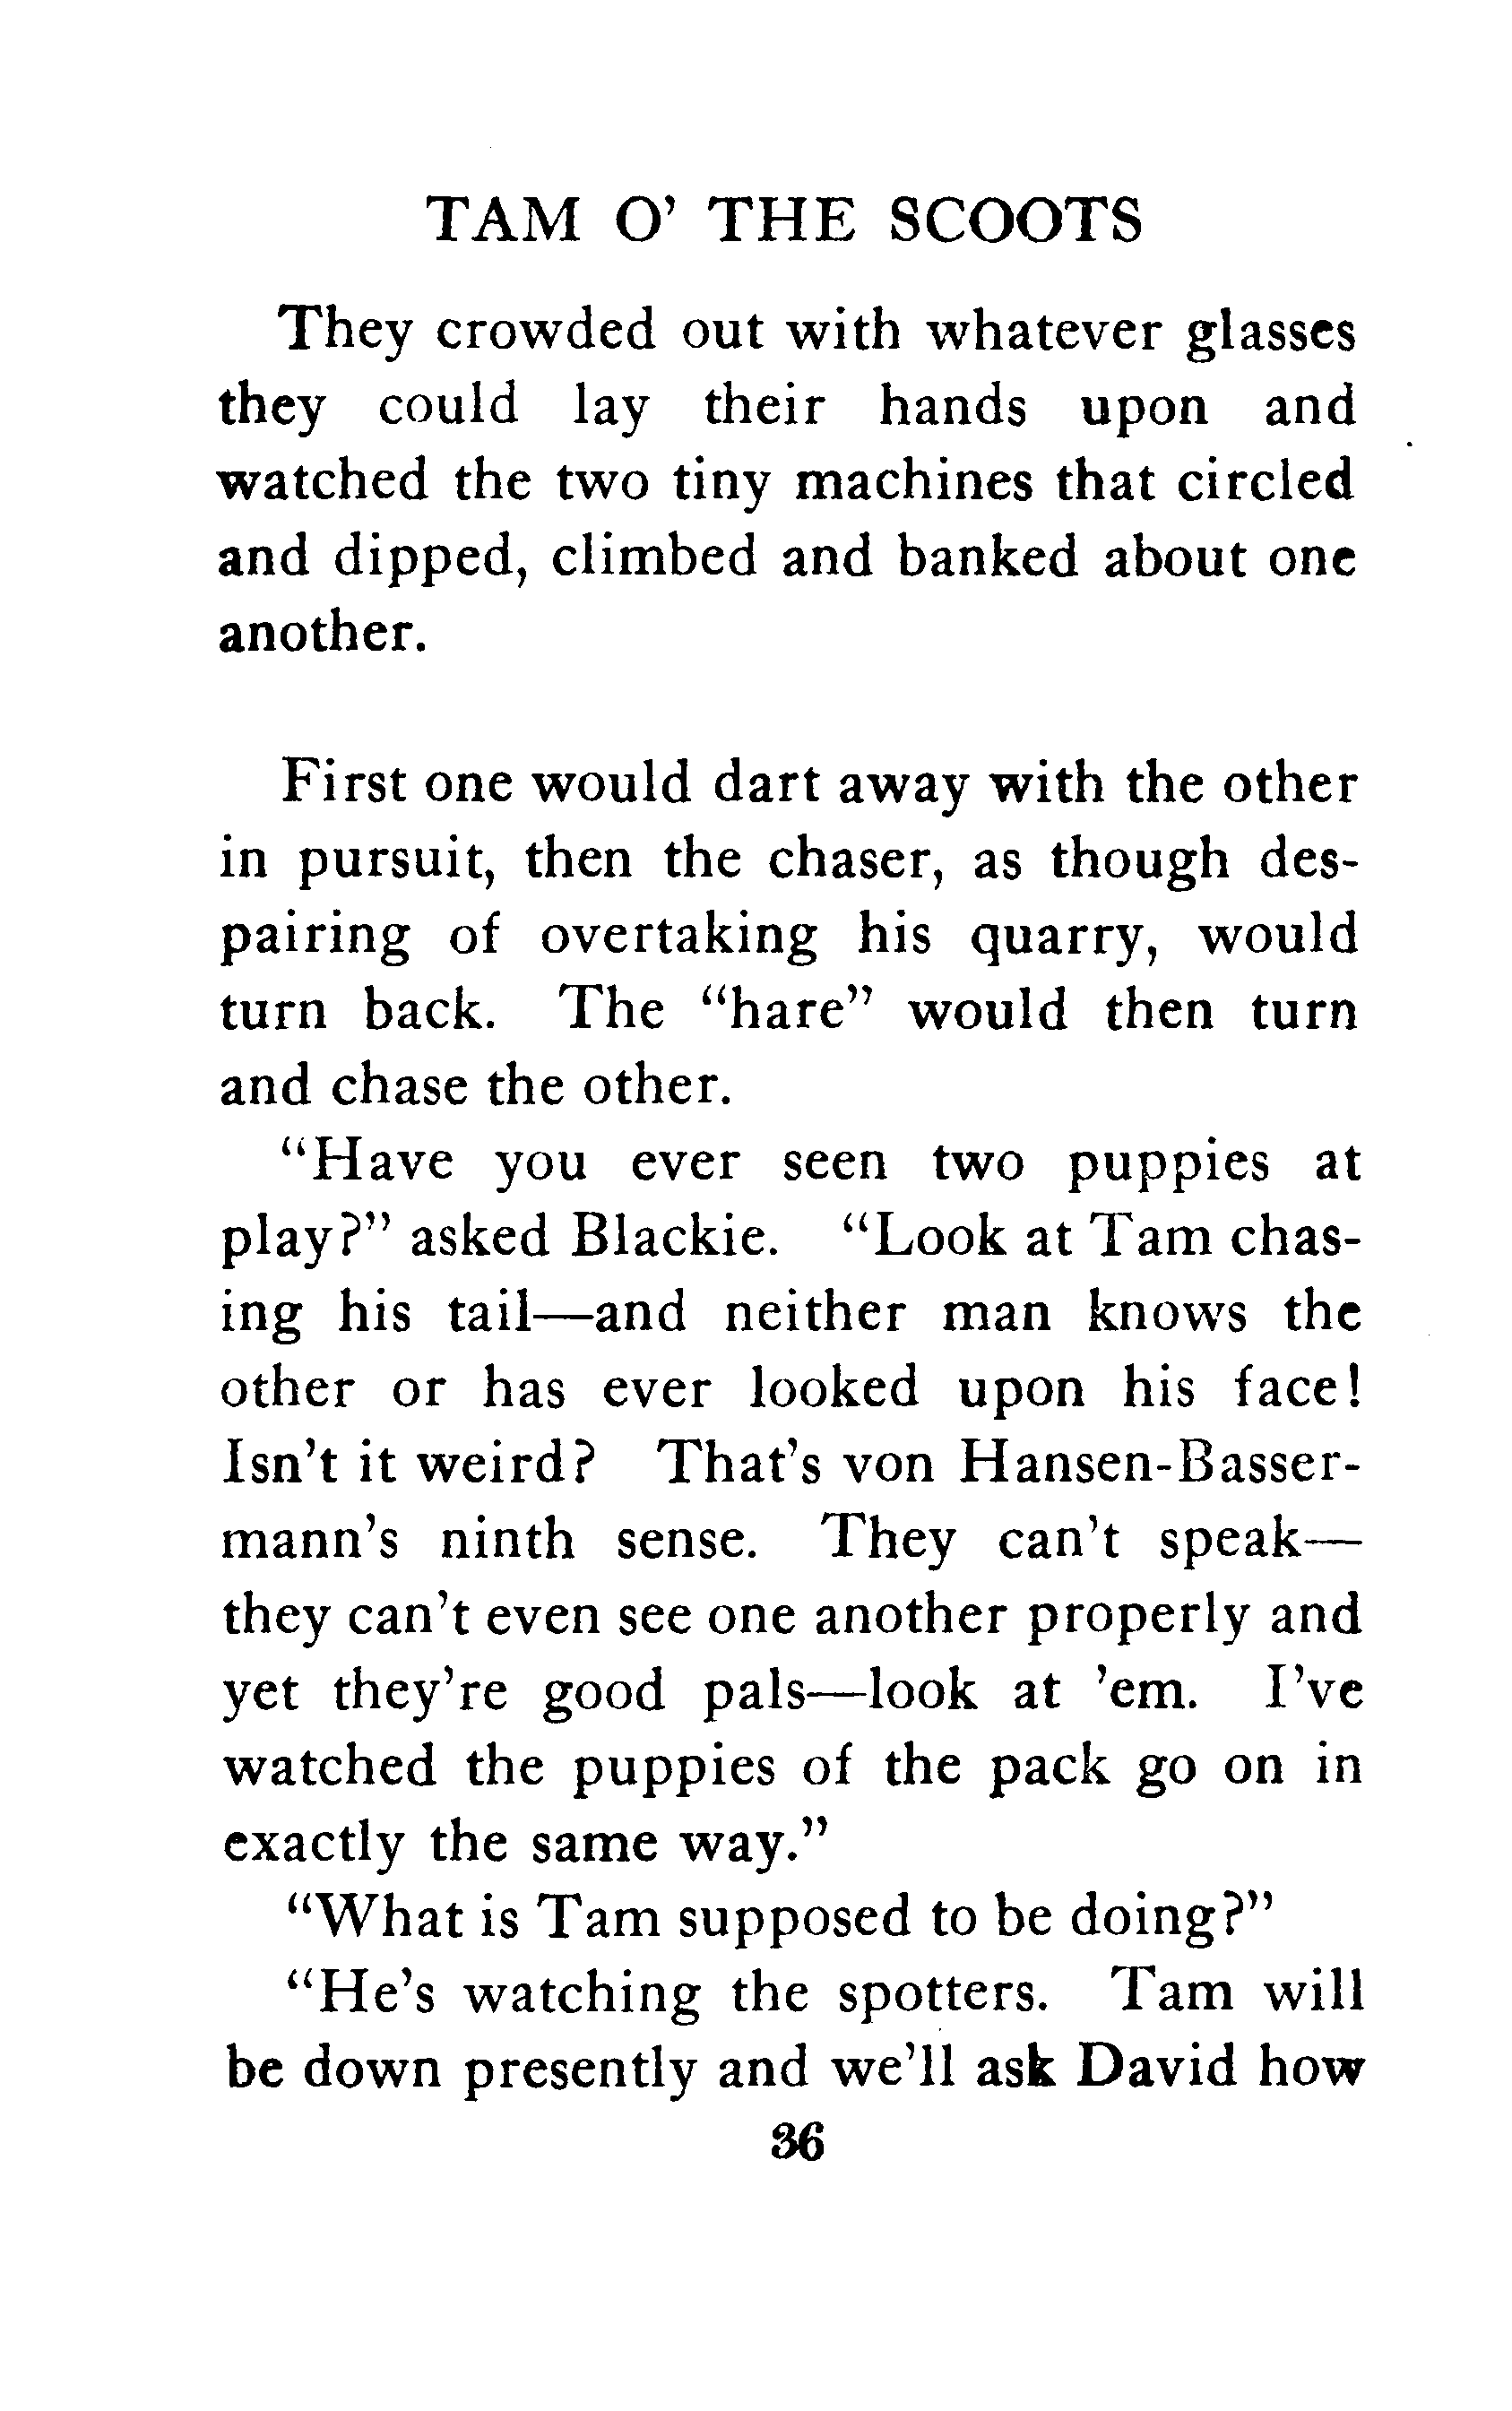 TAM O' THE SCOOTS
They crowded out with whatever glasses
they could lay their hands upon and
watched the two tiny machines that circled
and dipped, climbed and banked about one
another.
First one would dart away with the other
in pursuit, then the chaser, as though des-
pairing of overtaking his quarry, would
turn back. The "hare" would then turn
and chase the other.
"Have you ever seen two puppies at
play?" asked Blackie. "Look at Tam chas-
ing his tail—and neither man knows the
other or has ever looked upon his face!
Isn't it weird? That's von Hansen-Basser-
mann's ninth sense. They can't speak—
they can't even see one another properly and
yet they're good pals—look at 'em. I've
watched the puppies of the pack go on in
exactly the same way."
"What is Tam supposed to be doing?"
"He's watching the spotters. Tam will
be down presently and we'll ask David how
36